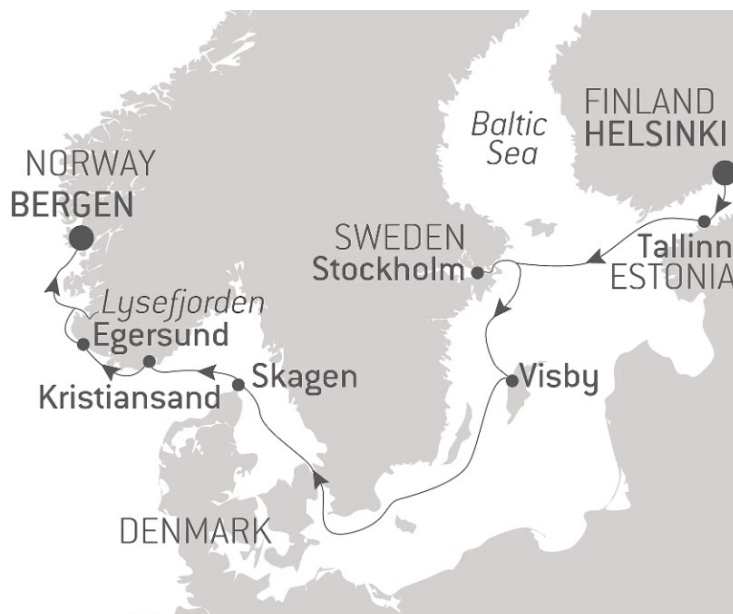 FINLAND
HELSINKI
Baltic
Sea
NORWAY
BERGEN
SWEDEN
Stockholm
Tallinn
ESTONIA
Lysefjorden
Egersund
Kristiansand
Skagen
Visby
DENMARK